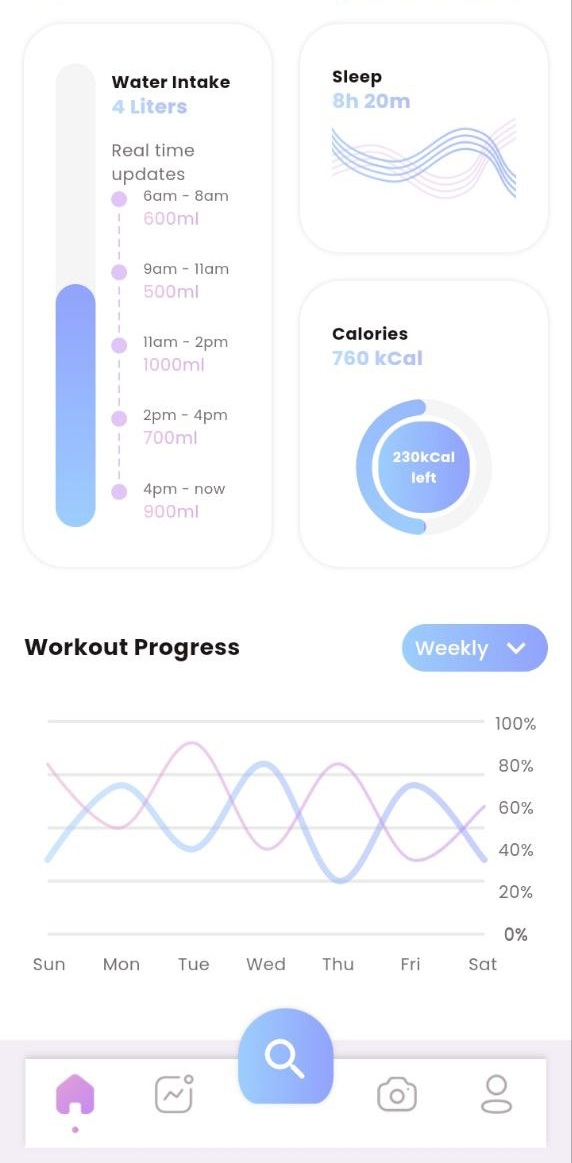 Water Intake
4 Liters
Real time
updates
6am - 8am
600ml
9am - 11am
500ml
11am - 2pm
1000ml
2pm - 4pm
700ml
4pm - now
900ml
Sleep
8h 20m
Calories
760 kCal
230kCal
left
Workout Progress
Weekly
100%
80%
60%
40%
20%
0%
Sun Mon Tue Wed Thu Fri Sat